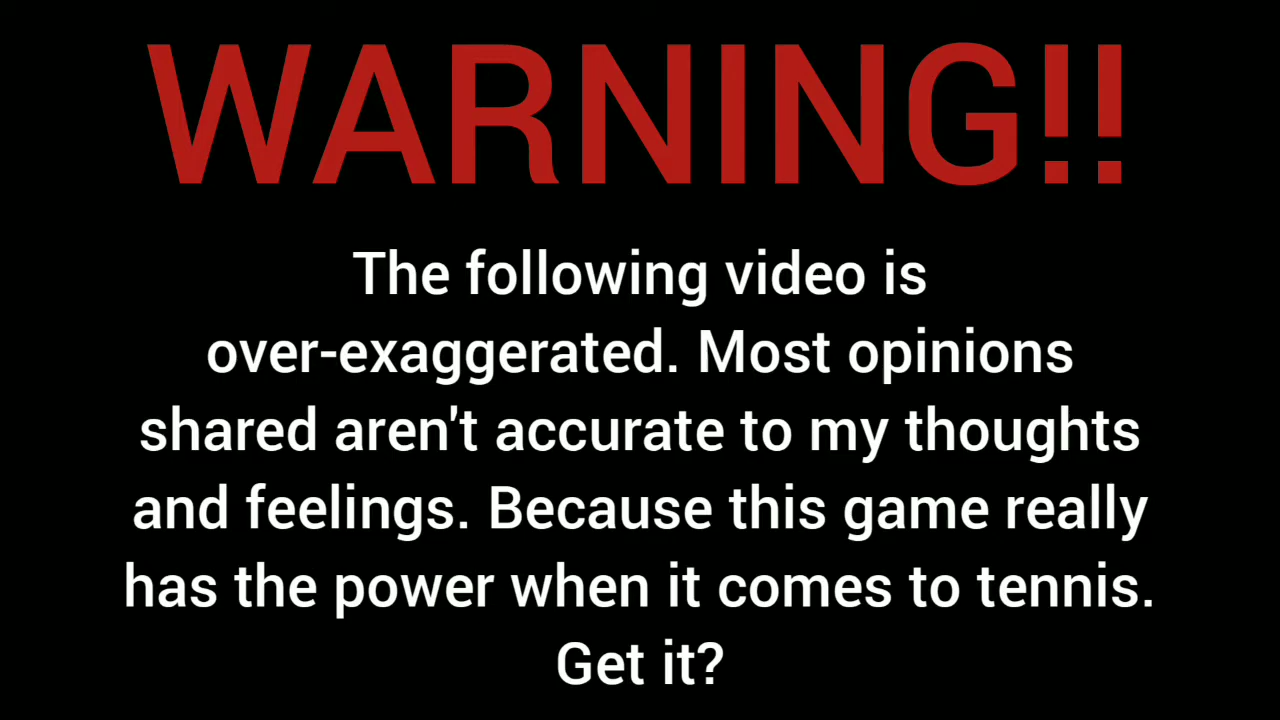 WARNING!!
The following video is
over-exaggerated. Most opinions
shared aren't accurate to my thoughts
and feelings. Because this game really
has the power when it comes to tennis.
Get it?